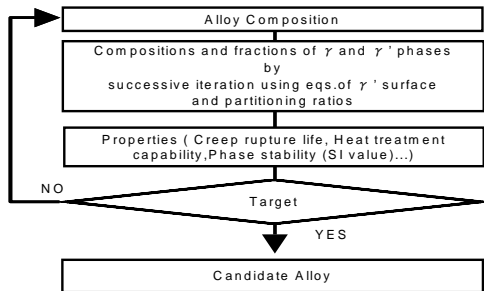 Alloy Composition
Compositions and fractions of γ and γ' phases
by
successive iteration using eqs.of γ' surface
and partitioning ratios
Properties ( Creep rupture life, Heat treatment
capability,Phase stability (SI value)...)
NO
Target
YES
Candidate Alloy